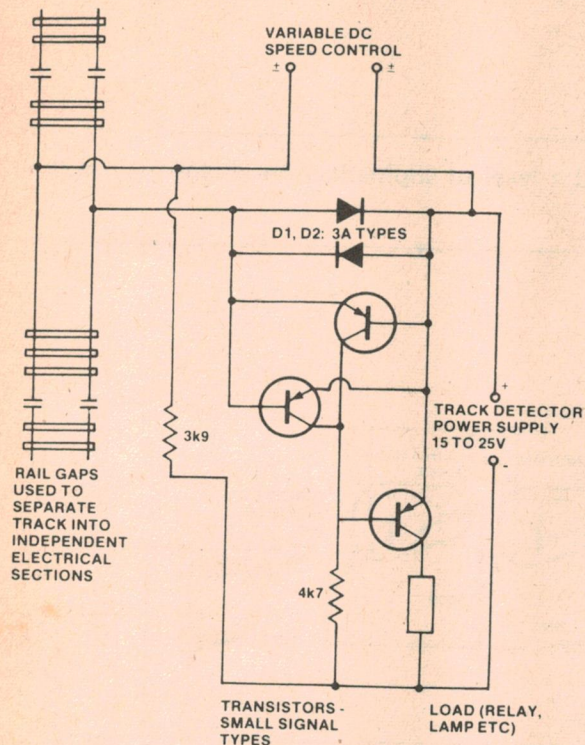 VARIABLE DC
SPEED CONTROL
± ±
D1, D2: 3A TYPES
3k9
+
TRACK DETECTOR
POWER SUPPLY
15 TO 25V
-
RAIL GAPS
USED TO
SEPARATE
TRACK INTO
INDEPENDENT
ELECTRICAL
SECTIONS
4k7
TRANSISTORS -
SMALL SIGNAL
TYPES
LOAD (RELAY,
LAMP ETC)